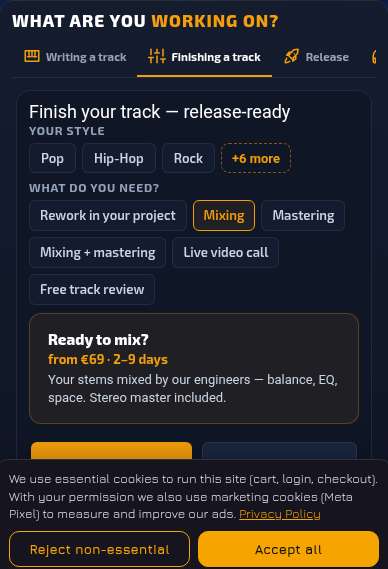 WHAT ARE YOU WORKING ON?
Writing a track Finishing a track Release
Finish your track — release-ready
YOUR STYLE
Pop Hip-Hop Rock +6 more
WHAT DO YOU NEED?
Rework in your project Mixing Mastering
Mixing + mastering Live video call
Free track review
Ready to mix?
from €69 · 2–9 days
Your stems mixed by our engineers — balance, EQ,
space. Stereo master included.
We use essential cookies to run this site (cart, login, checkout).
With your permission we also use marketing cookies (Meta
Pixel) to measure and improve our ads. Privacy Policy
Reject non-essential Accept all